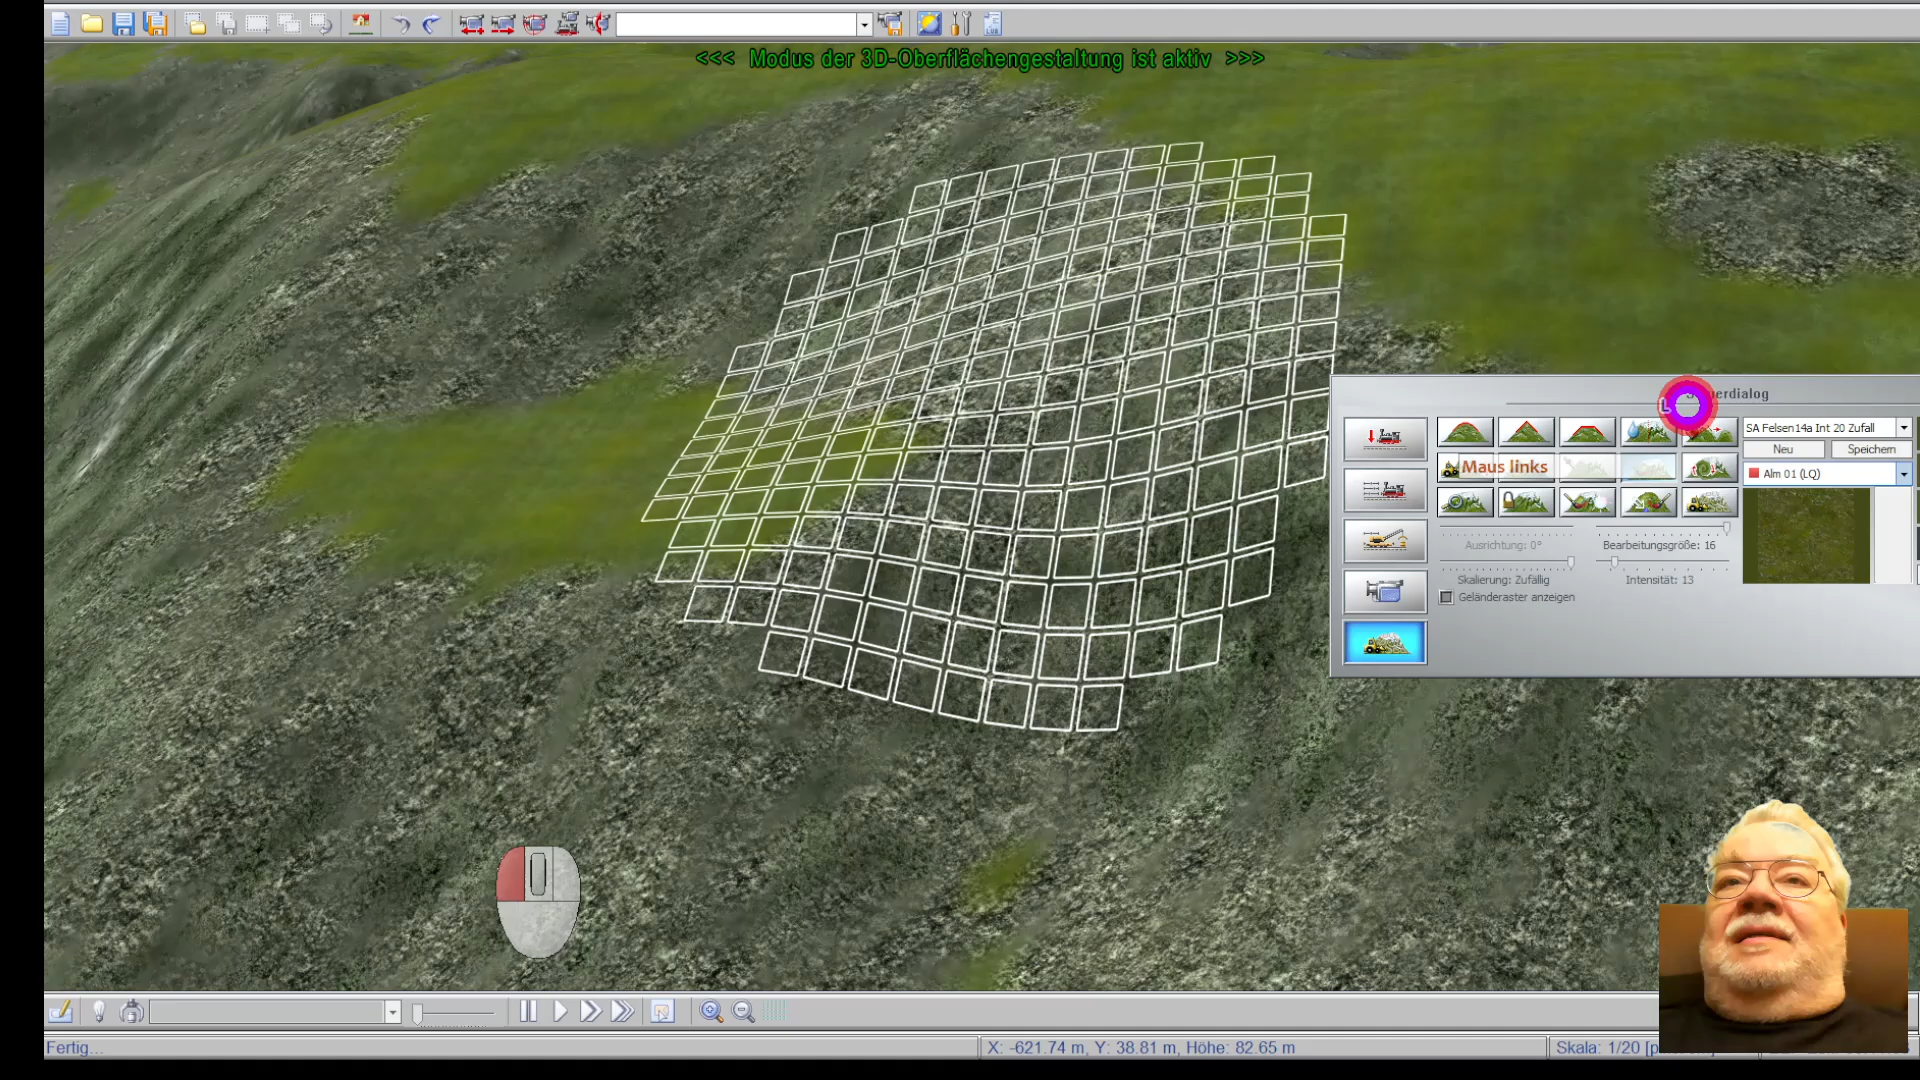 <<< Modus der 3D-Oberflächengestaltung ist aktiv >>>
L
Maus links
SA Felsen14a Int 20 Zufall
Neu
Speichern
Alm 01 (LQ)
Ausrichtung: 0°
Bearbeitungsgröße: 16
Skalierung: Zufällig
Intensität: 13
Geländeraster anzeigen
Fertig...
X: -621.74 m, Y: 38.81 m, Höhe: 82.65 m
Skala: 1/20